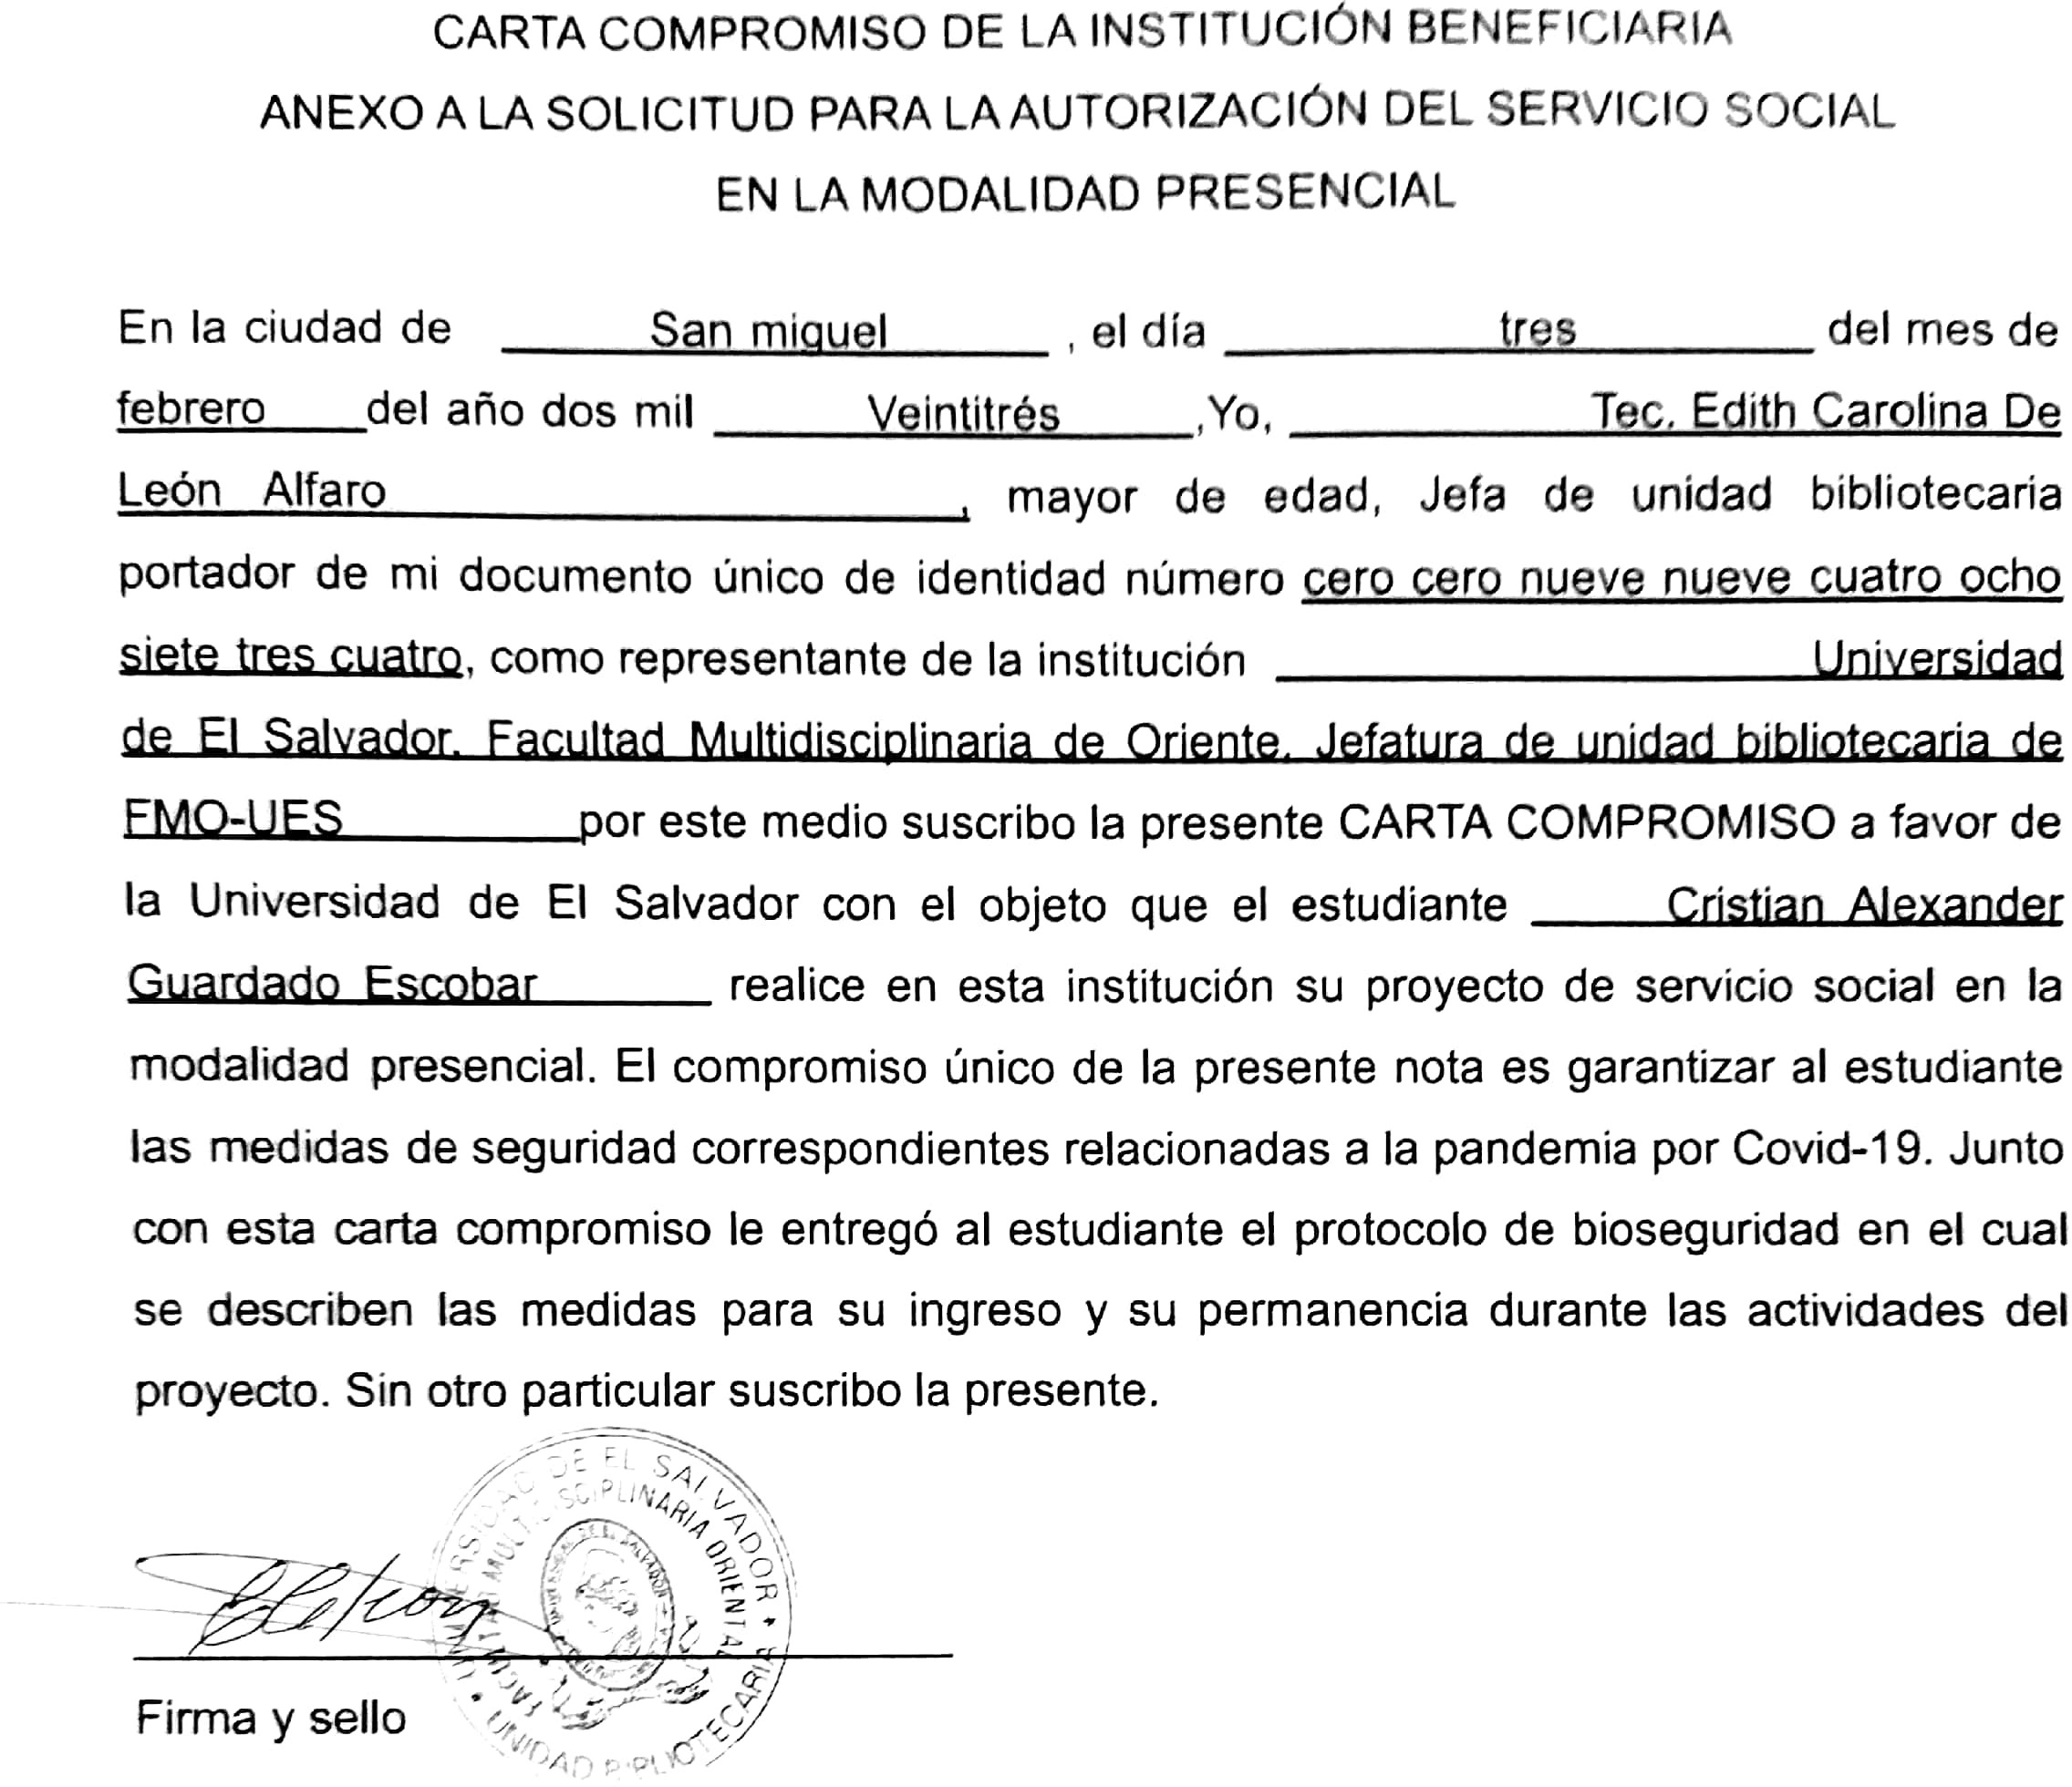 CARTA COMPROMISO DE LA INSTITUCIÓN BENEFICIARIA
ANEXO A LA SOLICITUD PARA LA AUTORIZACIÓN DEL SERVICIO SOCIAL
EN LA MODALIDAD PRESENCIAL
En la ciudad de San miguel , el día tres del mes de
febrero del año dos mil Veintitrés ,Yo, Tec. Edith Carolina De
León Alfaro , mayor de edad, Jefa de unidad bibliotecaria
portador de mi documento único de identidad número cero cero nueve nueve cuatro ocho
siete tres cuatro, como representante de la institución Universidad
de El Salvador. Facultad Multidisciplinaria de Oriente. Jefatura de unidad bibliotecaria de
FMO-UES por este medio suscribo la presente CARTA COMPROMISO a favor de
la Universidad de El Salvador con el objeto que el estudiante Cristian Alexander
Guardado Escobar realice en esta institución su proyecto de servicio social en la
modalidad presencial. El compromiso único de la presente nota es garantizar al estudiante
las medidas de seguridad correspondientes relacionadas a la pandemia por Covid-19. Junto
con esta carta compromiso le entregó al estudiante el protocolo de bioseguridad en el cual
se describen las medidas para su ingreso y su permanencia durante las actividades del
proyecto. Sin otro particular suscribo la presente.
UNIVERSIDAD DE EL SALVADOR
FACULTAD MULTIDISCIPLINARIA ORIENTAL
UNIDAD BIBLIOTECARIA
Firma y sello